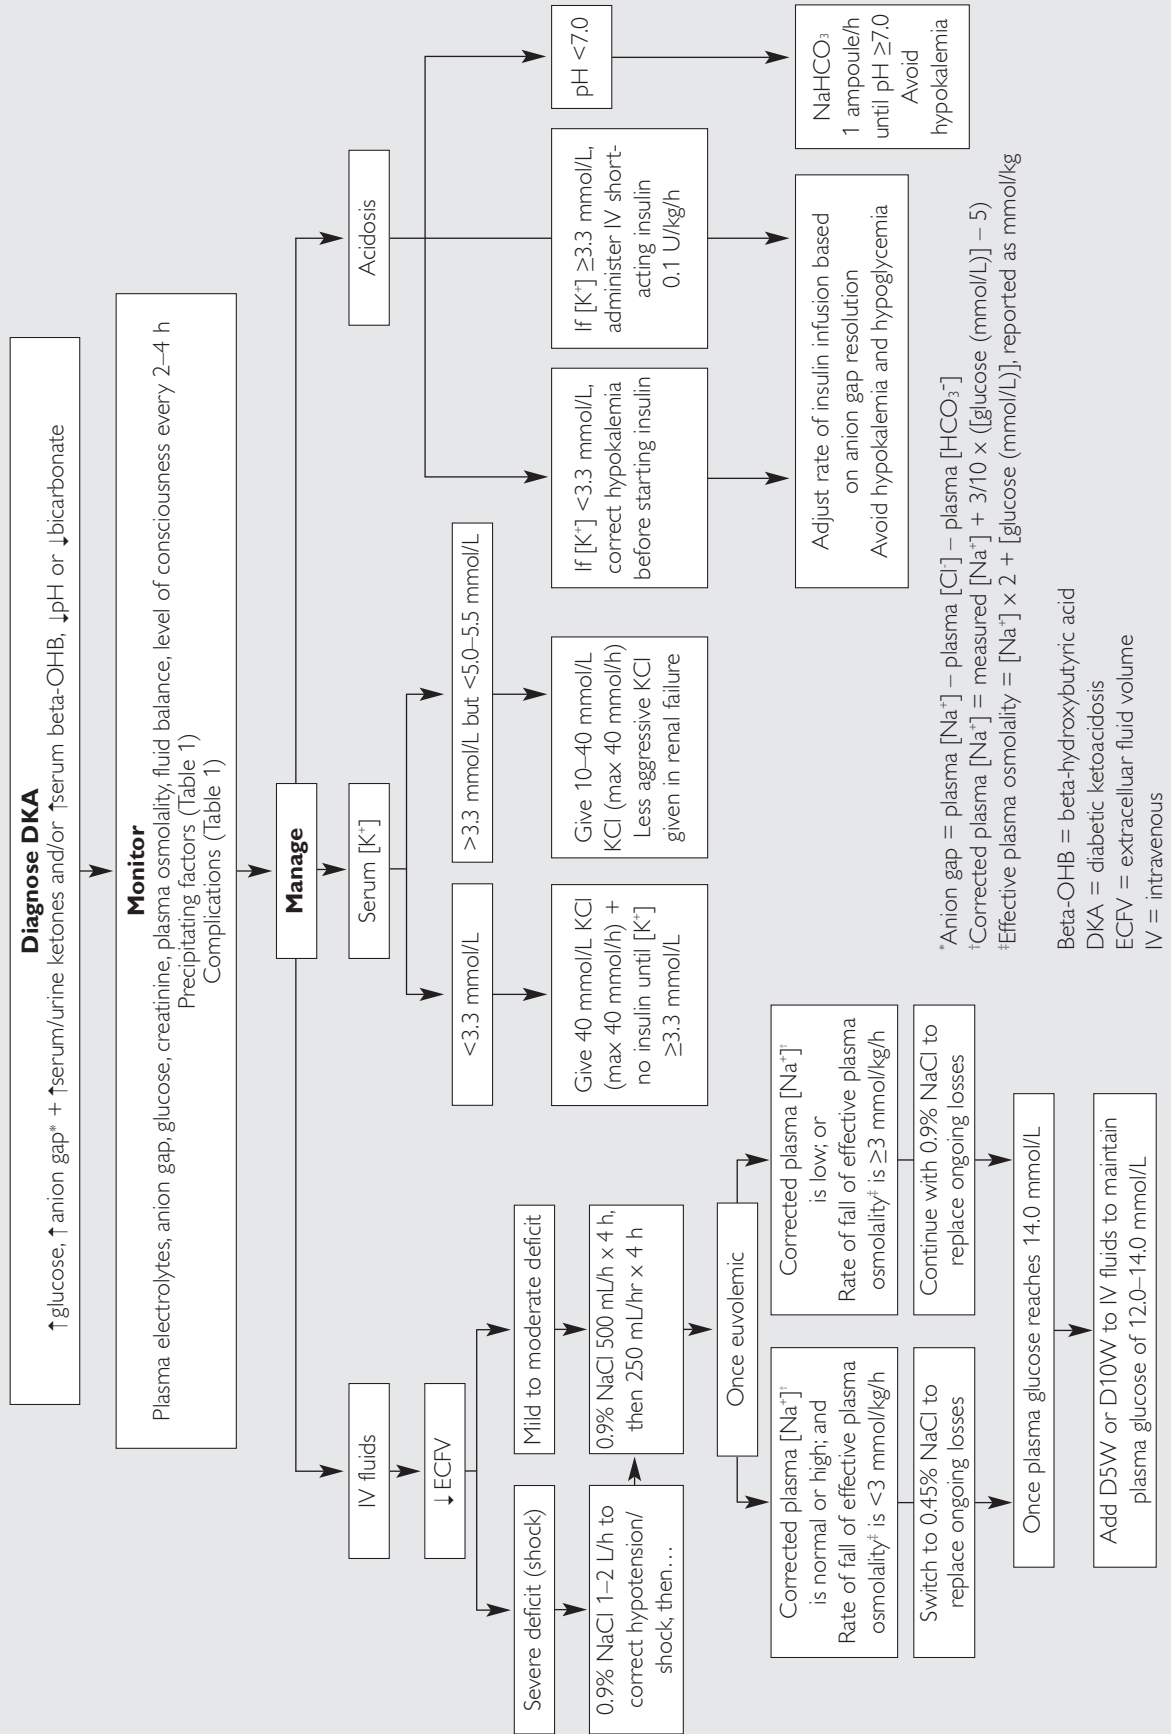 Diagnose DKA
↑glucose, ↑anion gap* + ↑serum/urine ketones and/or ↑serum beta-OHB, ↓pH or ↓bicarbonate
Monitor
Plasma electrolytes, anion gap, glucose, creatinine, plasma osmolality, fluid balance, level of consciousness every 2–4 h
Precipitating factors (Table 1)
Complications (Table 1)
Manage
IV fluids
↓ ECFV
Severe deficit (shock)
0.9% NaCl 1–2 L/h to
correct hypotension/
shock, then…
Mild to moderate deficit
0.9% NaCl 500 mL/h x 4 h,
then 250 mL/hr x 4 h
Once euvolemic
Corrected plasma [Na⁺]†
is normal or high; and
Rate of fall of effective plasma
osmolality‡ is <3 mmol/kg/h
Switch to 0.45% NaCl to
replace ongoing losses
Corrected plasma [Na⁺]†
is low; or
Rate of fall of effective plasma
osmolality‡ is ≥3 mmol/kg/h
Continue with 0.9% NaCl to
replace ongoing losses
Once plasma glucose reaches 14.0 mmol/L
Add D5W or D10W to IV fluids to maintain
plasma glucose of 12.0–14.0 mmol/L
Serum [K⁺]
<3.3 mmol/L
Give 40 mmol/L KCl
(max 40 mmol/h) +
no insulin until [K⁺]
≥3.3 mmol/L
>3.3 mmol/L but <5.0–5.5 mmol/L
Give 10–40 mmol/L
KCl (max 40 mmol/h)
Less aggressive KCl
given in renal failure
Acidosis
If [K⁺] <3.3 mmol/L,
correct hypokalemia
before starting insulin
If [K⁺] ≥3.3 mmol/L,
administer IV short-
acting insulin
0.1 U/kg/h
Adjust rate of insulin infusion based
on anion gap resolution
Avoid hypokalemia and hypoglycemia
pH <7.0
NaHCO₃
1 ampoule/h
until pH ≥7.0
Avoid
hypokalemia
*Anion gap = plasma [Na⁺] – plasma [Cl⁻] – plasma [HCO₃⁻]
†Corrected plasma [Na⁺] = measured [Na⁺] + 3/10 x ([glucose (mmol/L)] – 5)
‡Effective plasma osmolality = [Na⁺] x 2 + [glucose (mmol/L)], reported as mmol/kg
Beta-OHB = beta-hydroxybutyric acid
DKA = diabetic ketoacidosis
ECFV = extracelluar fluid volume
IV = intravenous